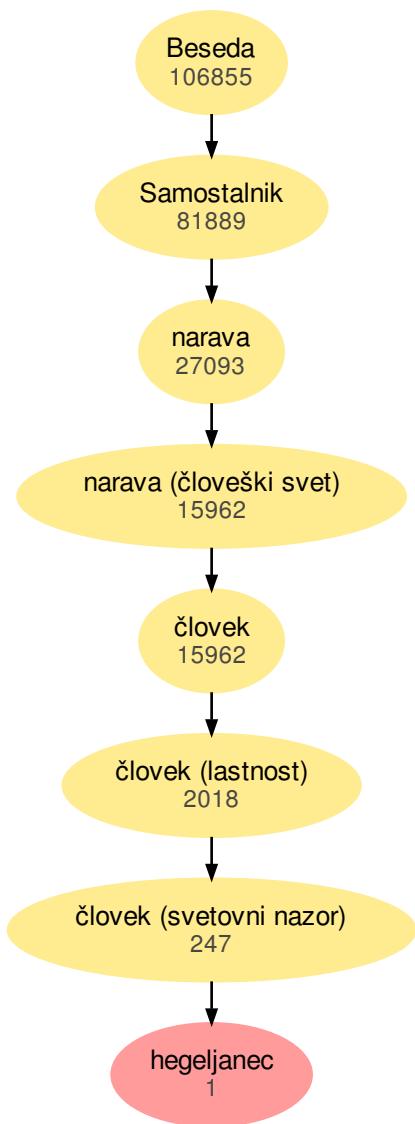 Beseda
106855
Samostalnik
81889
narava
27093
narava (človeški svet)
15962
človek
15962
človek (lastnost)
2018
človek (svetovni nazor)
247
hegeljanec
1